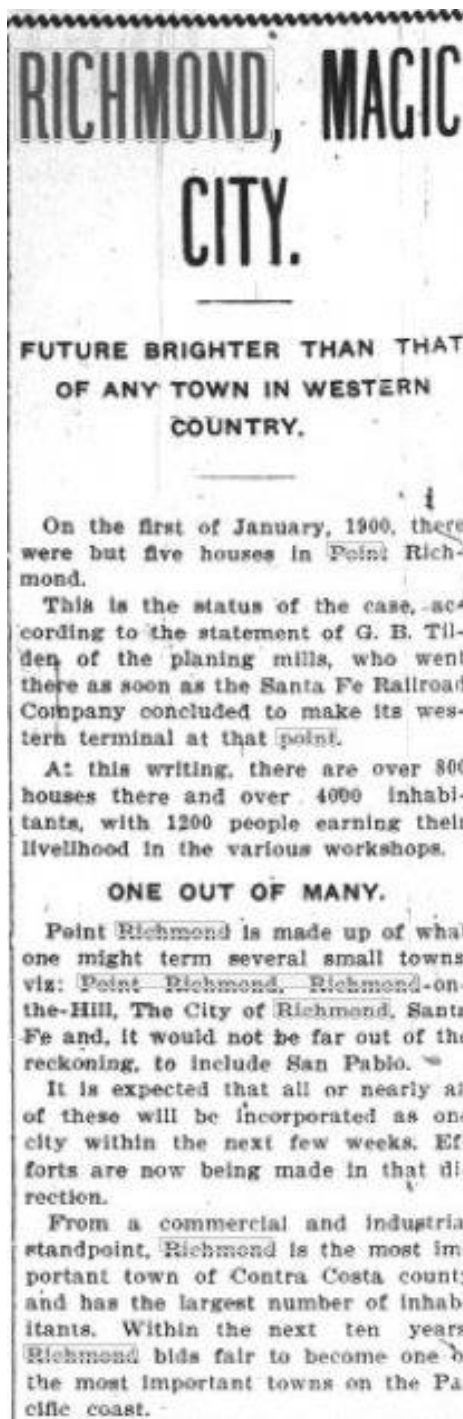 RICHMOND, MAGIC
CITY.
FUTURE BRIGHTER THAN THAT
OF ANY TOWN IN WESTERN
COUNTRY.
On the first of January, 1900, there
were but five houses in Point Rich-
mond.
This is the status of the case, ac-
cording to the statement of G. B. Til-
den of the planing mills, who went
there as soon as the Santa Fe Railroad
Company concluded to make its wes-
tern terminal at that point.
At this writing, there are over 800
houses there and over 4000 inhabi-
tants, with 1200 people earning their
livelihood in the various workshops.
ONE OUT OF MANY.
Point Richmond is made up of what
one might term several small towns
viz: Point Richmond, Richmond-on-
the-Hill, The City of Richmond, Santa
Fe and, it would not be far out of the
reckoning, to include San Pablo.
It is expected that all or nearly al
of these will be incorporated as one
city within the next few weeks. Ef
forts are now being made in that di
rection.
From a commercial and industria
standpoint, Richmond is the most im
portant town of Contra Costa county
and has the largest number of inhab
itants. Within the next ten years
Richmond bids fair to become one o
the most important towns on the Pa
cific coast.